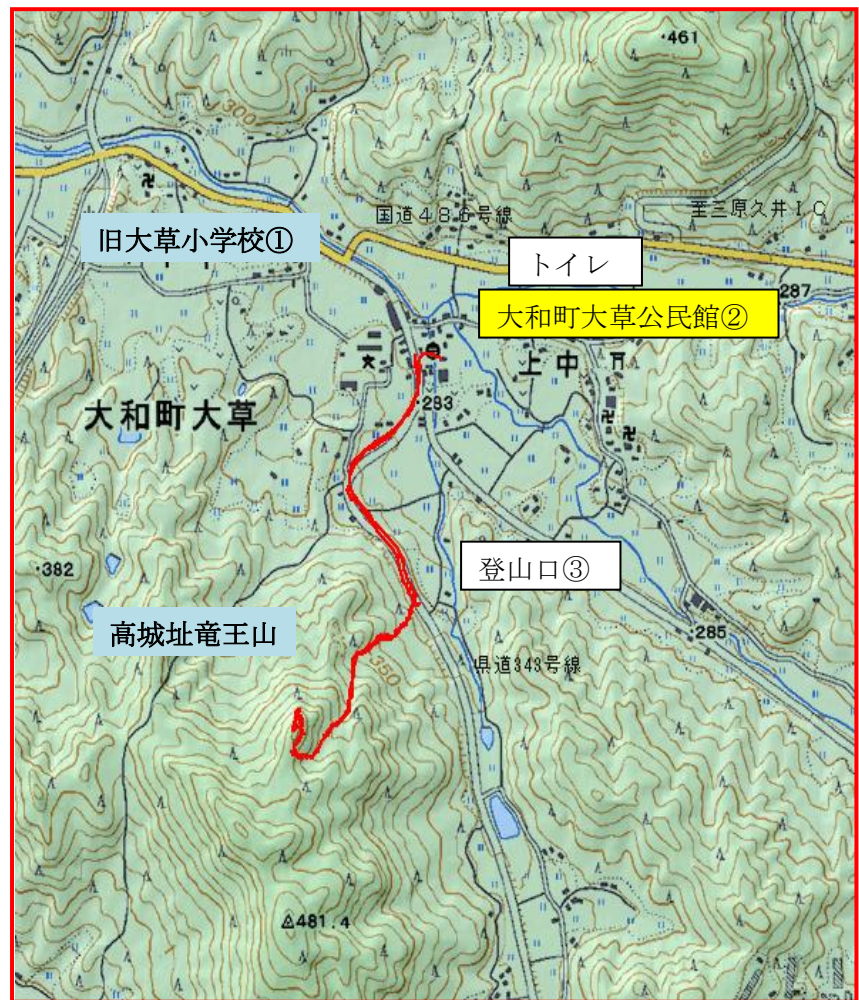 461
300
国道486号線
至三原久井IC
旧大草小学校①
トイレ
287
大和町大草公民館②
上中
大和町大草
293
登山口③
382
高城址竜王山
350
県道343号線
285
481.4